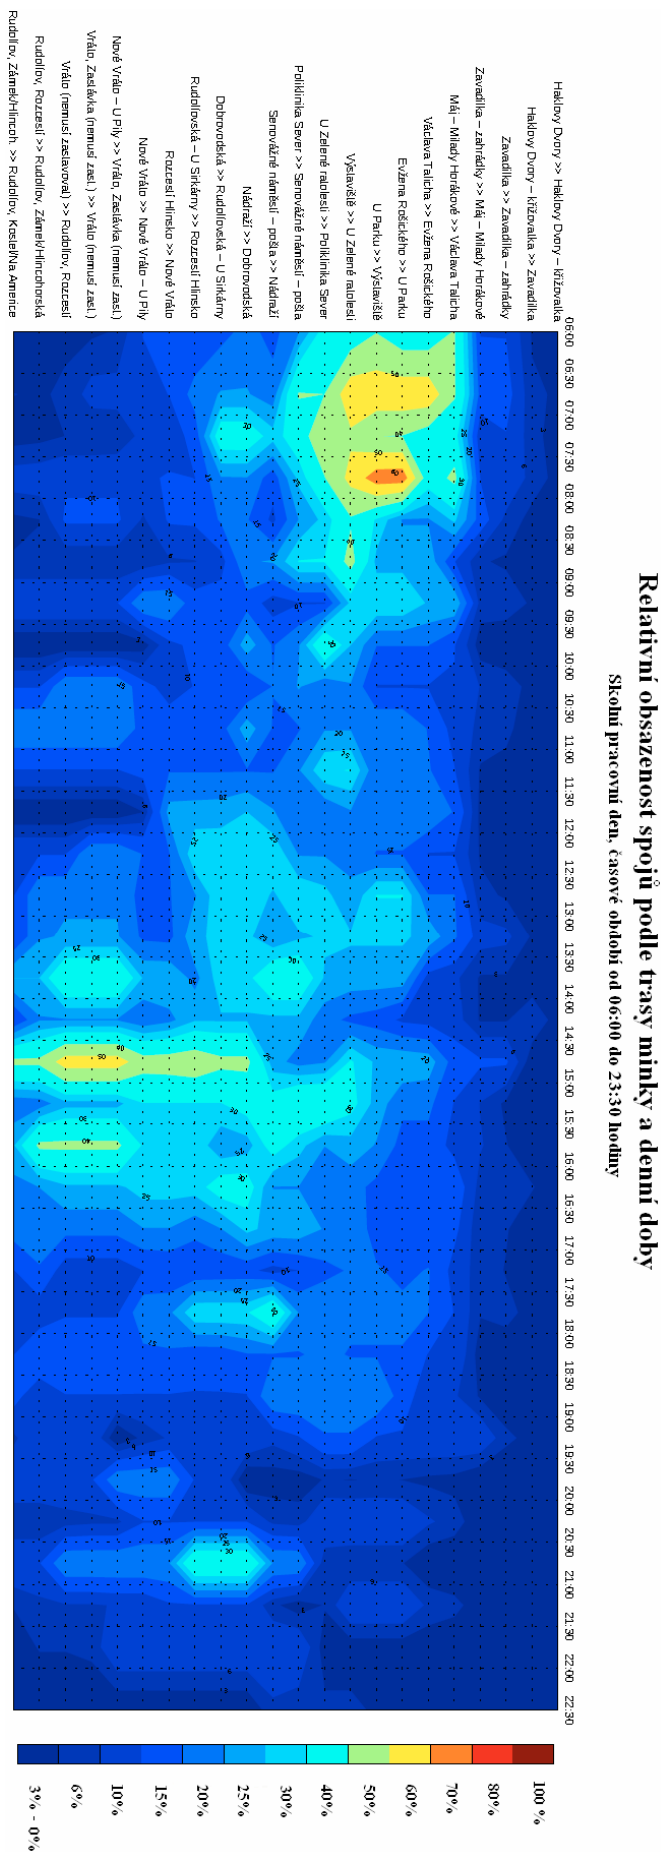 Relativní obsazenost spojů podle trasy minky a denní doby
Skolní pracovní den, časové období od 06:00 do 23:30 hodiny
06:00 06:30 07:00 07:30 08:00 08:30 09:00 09:30 10:00 10:30 11:00 11:30 12:00 12:30 13:00 13:30 14:00 14:30 15:00 15:30 16:00 16:30 17:00 17:30 18:00 18:30 19:00 19:30 20:00 20:30 21:00 21:30 22:00 22:30
Haklovy Dvory >> Haklovy Dvory – křižovatka
Haklovy Dvory – křižovatka >> Zavadilka
Zavadilka >> Zavadilka – zahrádky
Zavadilka – zahrádky >> Máj – Milady Horákové
Máj – Milady Horákové >> Václava Talicha
Václava Talicha >> Evžena Rošického
Evžena Rošického >> U Parku
U Parku >> Výstaviště
Výstaviště >> U Zelené ratolesti
U Zelené ratolesti >> Poliklinika Sever
Poliklinika Sever >> Senovážné náměstí – pošta
Senovážné náměstí – pošta >> Nádraží
Nádraží >> Dobrovodská
Dobrovodská >> Rudolfovská – U Sirkárny
Rudolfovská – U Sirkárny >> Rozcestí Hlinsko
Rozcestí Hlinsko >> Nové Vráto
Nové Vráto >> Nové Vráto – U Pily
Nové Vráto – U Pily >> Vráto, Zastávka (nemusí zast.)
Vráto, Zastávka (nemusí zast.) >> Vráto (nemusí zast.)
Vráto (nemusí zastavovat) >> Rudolfov, Rozcestí
Rudolfov, Rozcestí >> Rudolfov, Zámek/Hlincohorská
Rudolfov, Zámek/Hlincoh. >> Rudolfov, Kostel/Na Americe
100 %
80%
70%
60%
50%
40%
30%
25%
20%
15%
10%
6%
3% - 0%